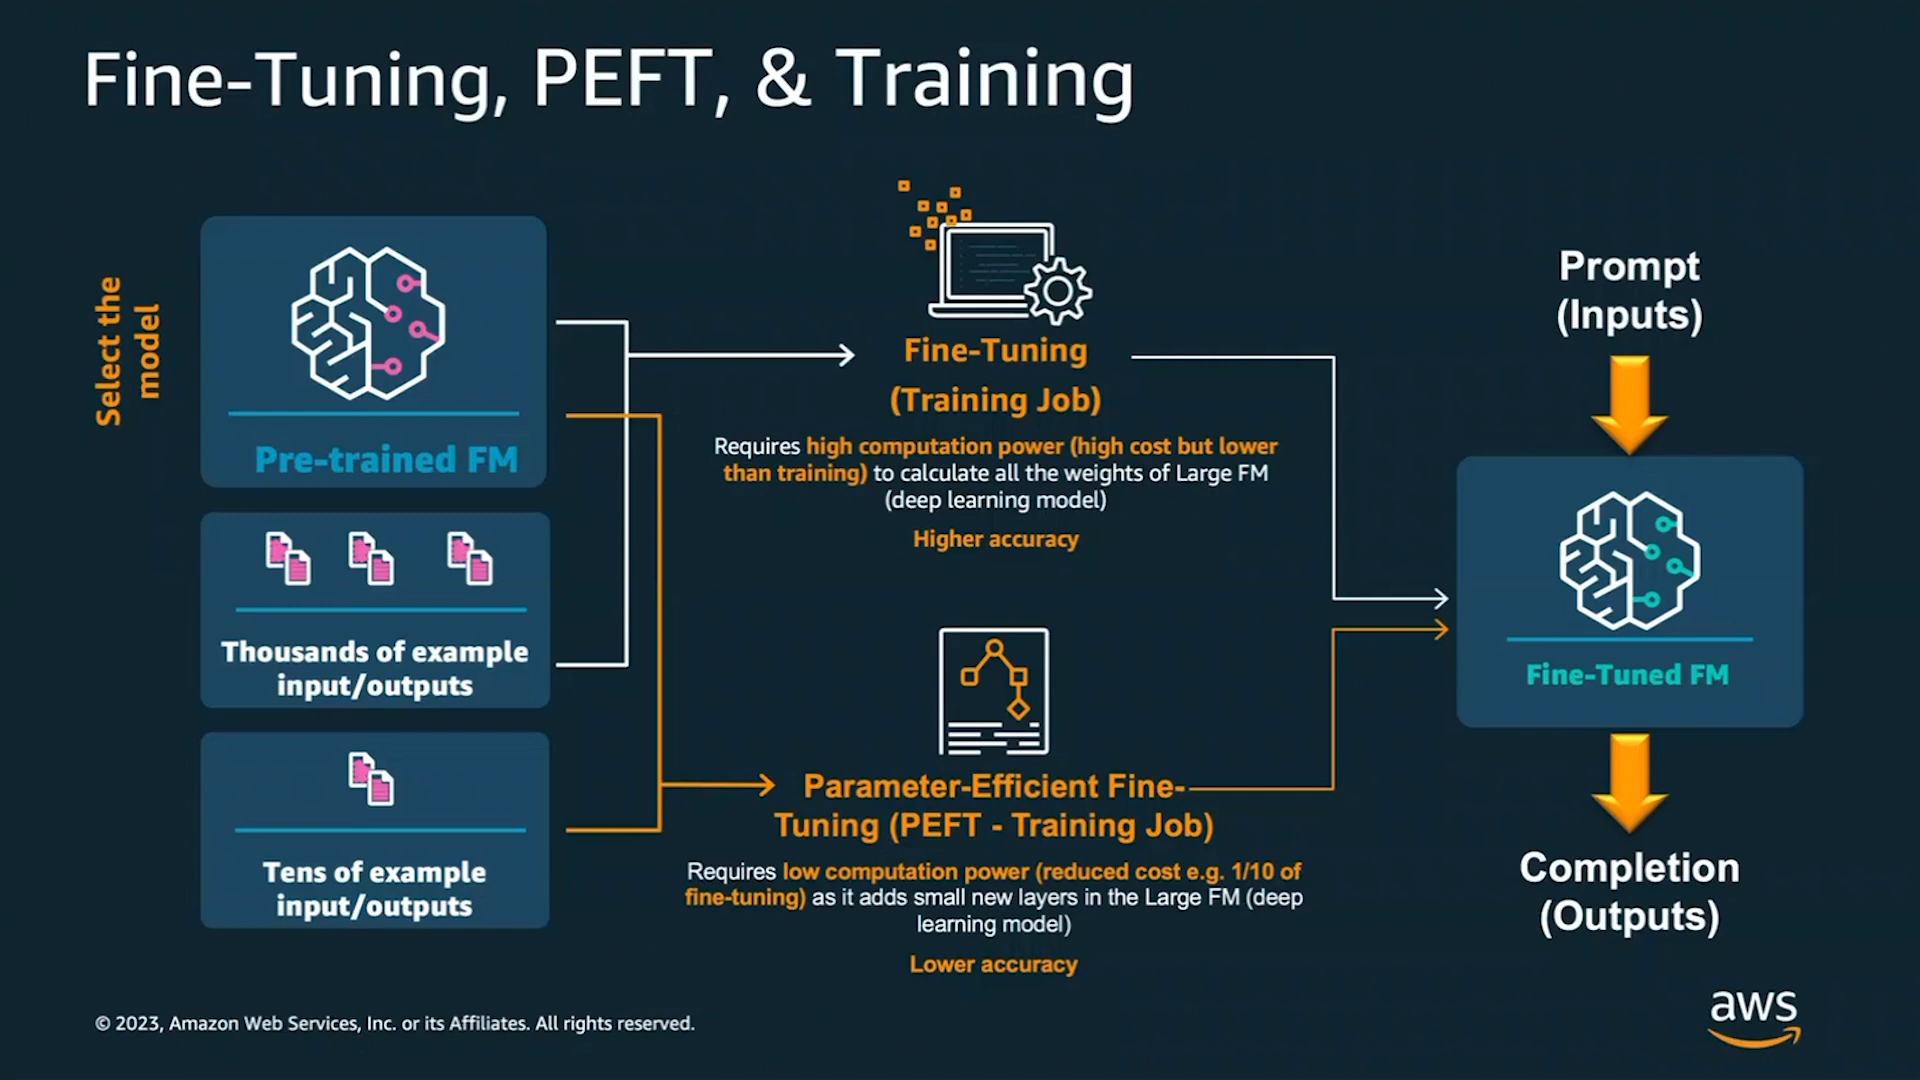 Fine-Tuning, PEFT, & Training
Select the
model
Pre-trained FM
Thousands of example
input/outputs
Tens of example
input/outputs
Fine-Tuning
(Training Job)
Requires high computation power (high cost but lower
than training) to calculate all the weights of Large FM
(deep learning model)
Higher accuracy
Parameter-Efficient Fine-
Tuning (PEFT - Training Job)
Requires low computation power (reduced cost e.g. 1/10 of
fine-tuning) as it adds small new layers in the Large FM (deep
learning model)
Lower accuracy
Prompt
(Inputs)
Fine-Tuned FM
Completion
(Outputs)
© 2023, Amazon Web Services, Inc. or its Affiliates. All rights reserved.
aws